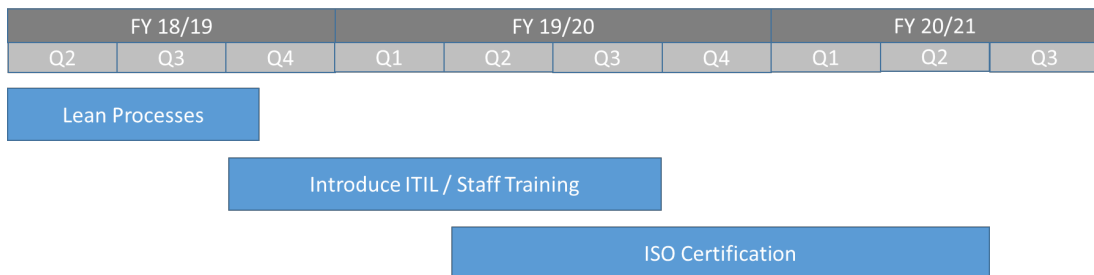 FY 18/19 FY 19/20 FY 20/21
Q2 Q3 Q4 Q1 Q2 Q3 Q4 Q1 Q2 Q3
Lean Processes
Introduce ITIL / Staff Training
ISO Certification